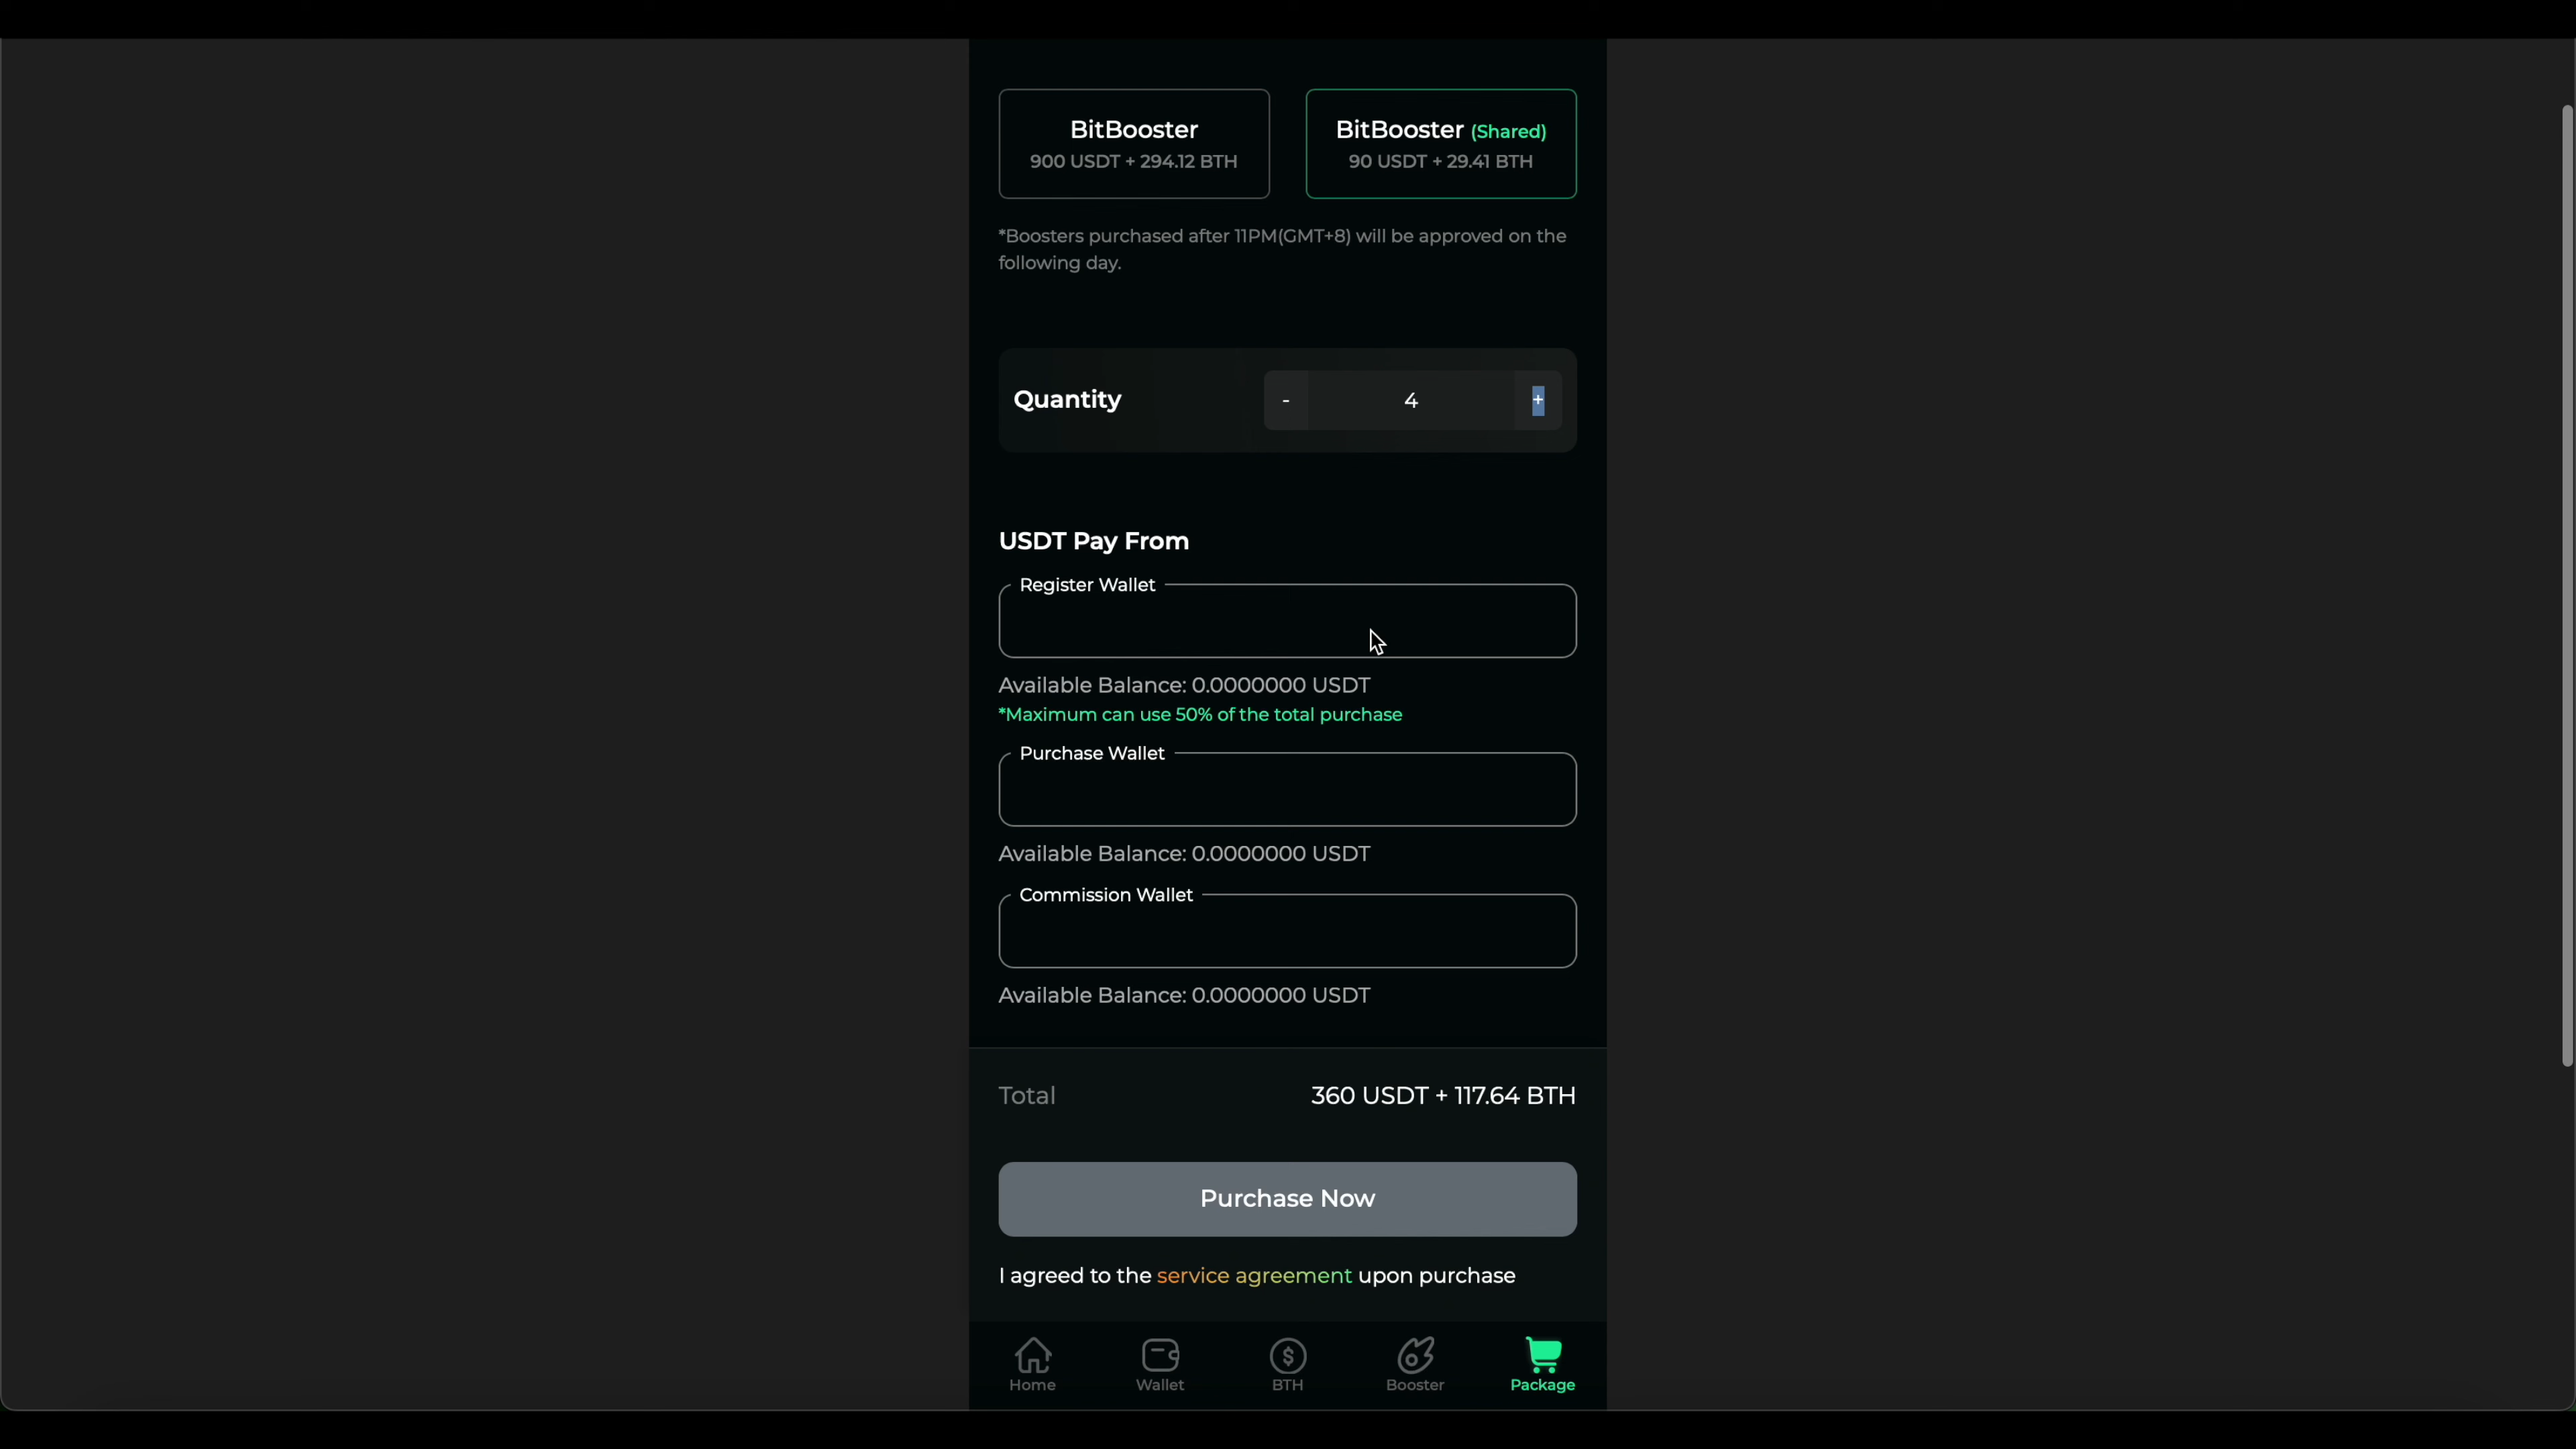 BitBooster
900 USDT + 294.12 BTH
BitBooster (Shared)
90 USDT + 29.41 BTH
*Boosters purchased after 11PM(GMT+8) will be approved on the
following day.
Quantity
-
4
+
USDT Pay From
Register Wallet
Available Balance: 0.0000000 USDT
*Maximum can use 50% of the total purchase
Purchase Wallet
Available Balance: 0.0000000 USDT
Commission Wallet
Available Balance: 0.0000000 USDT
Total
360 USDT + 117.64 BTH
Purchase Now
I agreed to the service agreement upon purchase
Home
Wallet
BTH
Booster
Package